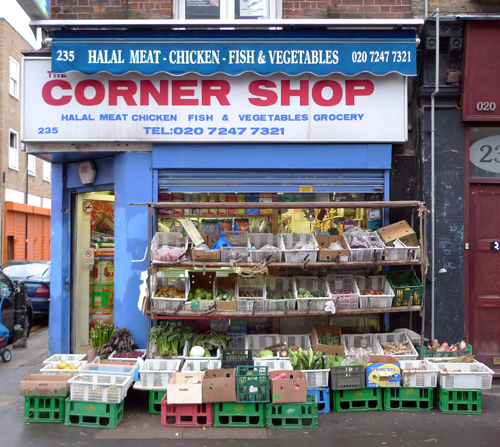 235 HALAL MEAT - CHICKEN - FISH & VEGETABLES 020 7247 7321
THE
CORNER SHOP
HALAL MEAT CHICKEN FISH & VEGETABLES GROCERY
235 TEL:020 7247 7321
020
23